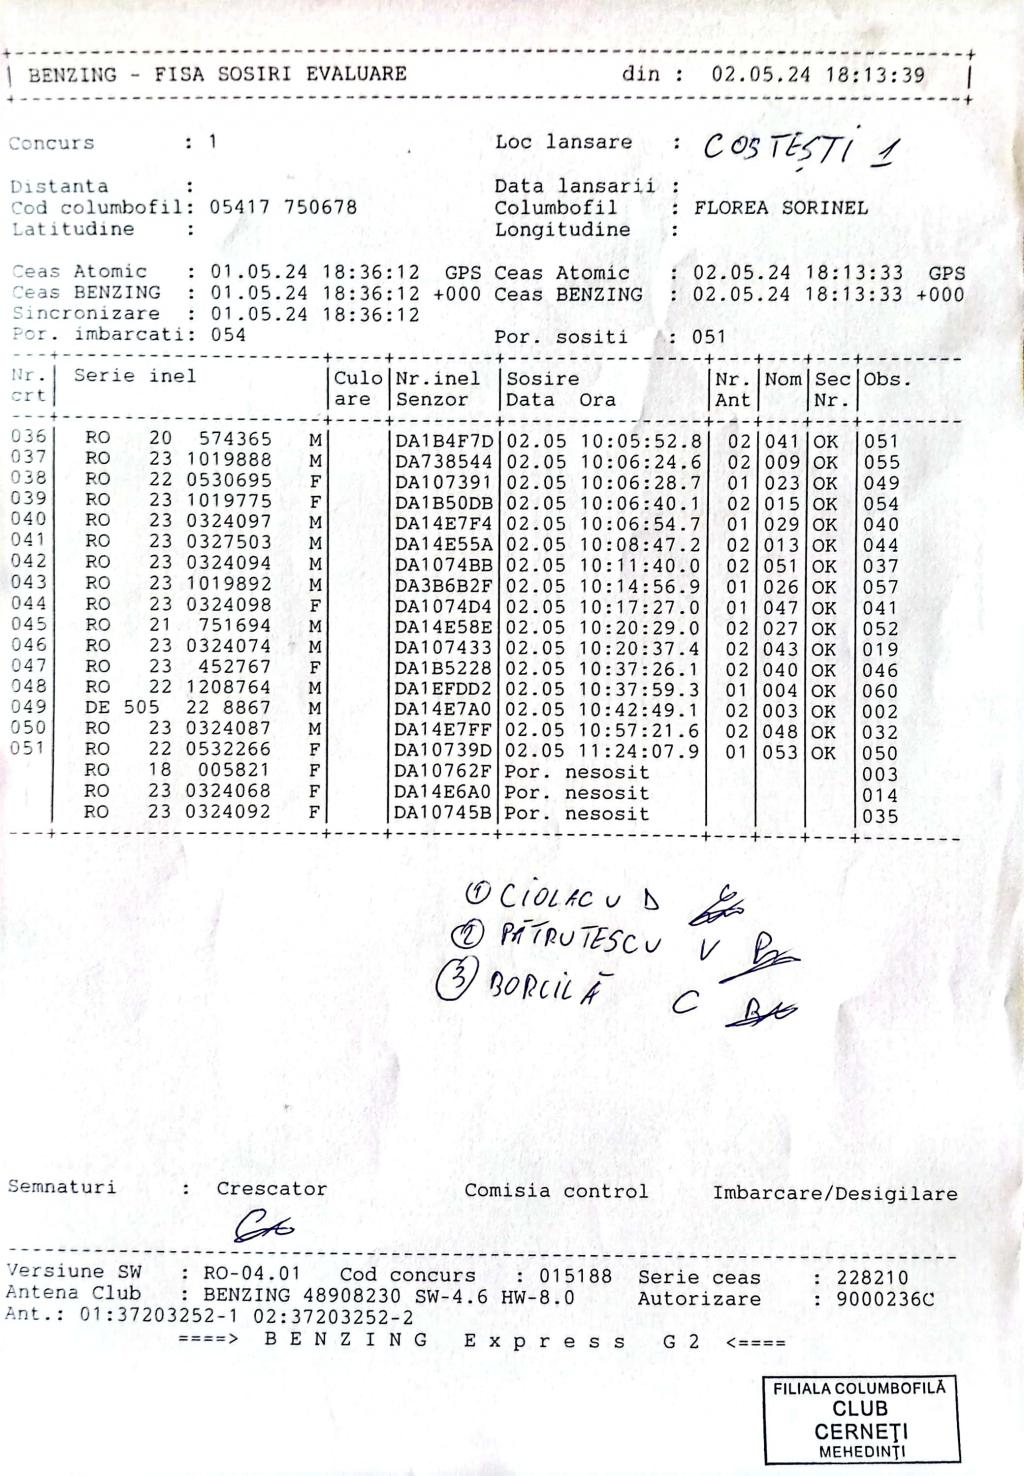 BENZING - FISA SOSIRI EVALUARE din : 02.05.24 18:13:39
Concurs : 1 Loc lansare : COSTEȘTI 1
Distanta : Data lansarii :
Cod columbofil: 05417 750678 Columbofil : FLOREA SORINEL
Latitudine : Longitudine :
Ceas Atomic : 01.05.24 18:36:12 GPS Ceas Atomic : 02.05.24 18:13:33 GPS
Ceas BENZING : 01.05.24 18:36:12 +000 Ceas BENZING : 02.05.24 18:13:33 +000
Sincronizare : 01.05.24 18:36:12
Por. imbarcati: 054 Por. sositi : 051
Nr. Serie inel Culo Nr.inel Sosire Nr. Nom Sec Obs.
crt are Senzor Data Ora Ant Nr.
036 RO 20 574365 M DA1B4F7D 02.05 10:05:52.8 02 041 OK 051
037 RO 23 1019888 M DA738544 02.05 10:06:24.6 02 009 OK 055
038 RO 22 0530695 F DA107391 02.05 10:06:28.7 01 023 OK 049
039 RO 23 1019775 F DA1B50DB 02.05 10:06:40.1 02 015 OK 054
040 RO 23 0324097 M DA14E7F4 02.05 10:06:54.7 01 029 OK 040
041 RO 23 0327503 M DA14E55A 02.05 10:08:47.2 02 013 OK 044
042 RO 23 0324094 M DA1074BB 02.05 10:11:40.0 02 051 OK 037
043 RO 23 1019892 M DA3B6B2F 02.05 10:14:56.9 01 026 OK 057
044 RO 23 0324098 F DA1074D4 02.05 10:17:27.0 01 047 OK 041
045 RO 21 751694 M DA14E58E 02.05 10:20:29.0 02 027 OK 052
046 RO 23 0324074 M DA107433 02.05 10:20:37.4 02 043 OK 019
047 RO 23 452767 F DA1B5228 02.05 10:37:26.1 02 040 OK 046
048 RO 22 1208764 M DA1EFDD2 02.05 10:37:59.3 01 004 OK 060
049 DE 505 22 8867 M DA14E7A0 02.05 10:42:49.1 02 003 OK 002
050 RO 23 0324087 M DA14E7FF 02.05 10:57:21.6 02 048 OK 032
051 RO 22 0532266 F DA10739D 02.05 11:24:07.9 01 053 OK 050
RO 18 005821 F DA10762F Por. nesosit 003
RO 23 0324068 F DA14E6A0 Por. nesosit 014
RO 23 0324092 F DA10745B Por. nesosit 035
① CIOLACU D
② PĂTRUTESCU V
③ BORCILĂ C
Semnaturi : Crescator Comisia control Imbarcare/Desigilare
Versiune SW : RO-04.01 Cod concurs : 015188 Serie ceas : 228210
Antena Club : BENZING 48908230 SW-4.6 HW-8.0 Autorizare : 9000236C
Ant.: 01:37203252-1 02:37203252-2
====> B E N Z I N G E x p r e s s G 2 <====
FILIALA COLUMBOFILĂ
CLUB
CERNEȚI
MEHEDINȚI